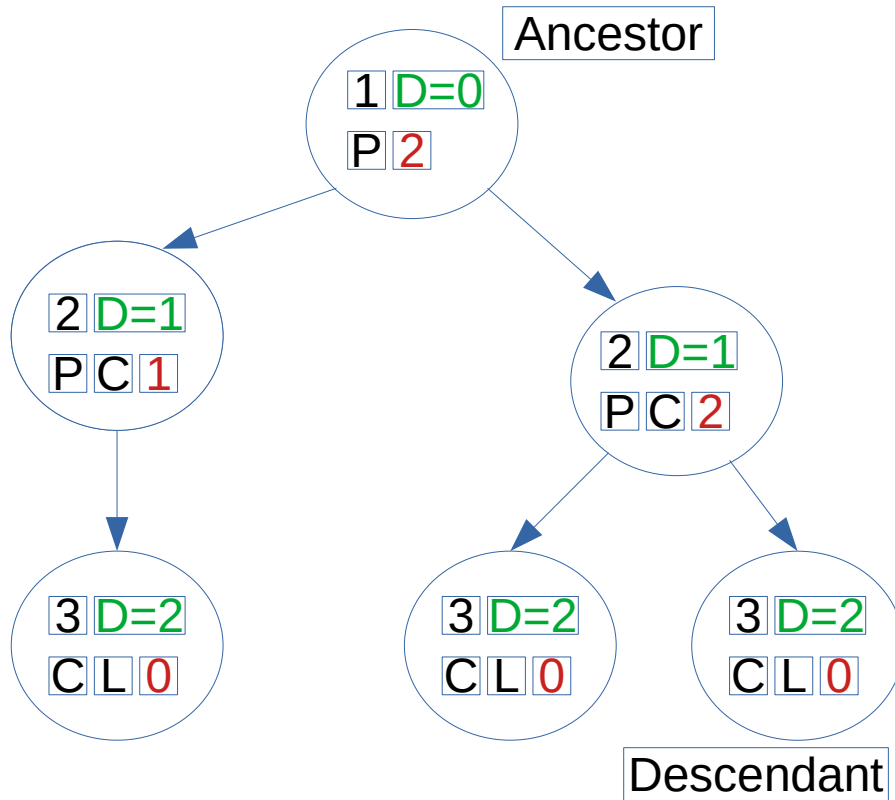 Ancestor
1 D=0
P 2
2 D=1
P C 1
2 D=1
P C 2
3 D=2
C L 0
3 D=2
C L 0
3 D=2
C L 0
Descendant